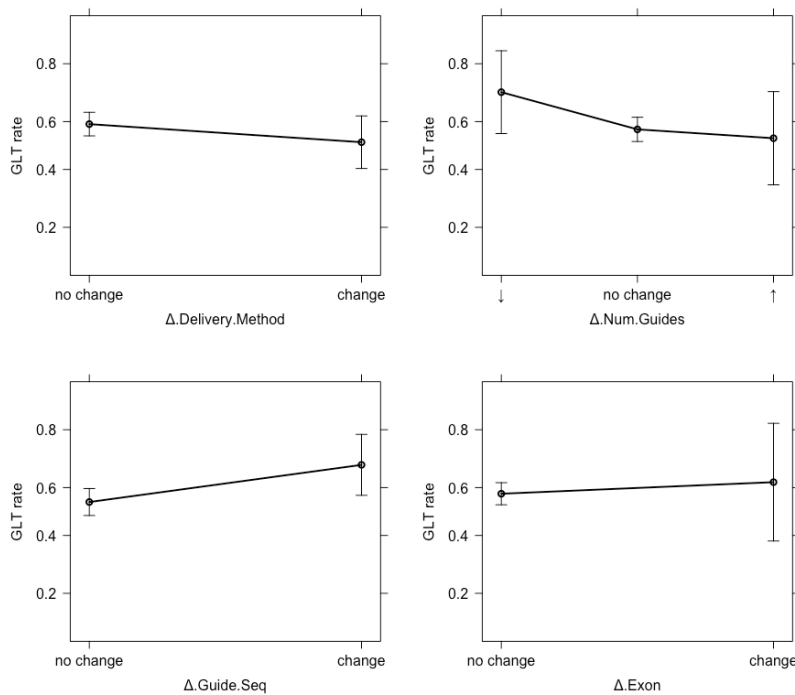 GLT rate
0.8
0.6
0.4
0.2
no change change
Δ.Delivery.Method
GLT rate
0.8
0.6
0.4
0.2
↓ no change ↑
Δ.Num.Guides
GLT rate
0.8
0.6
0.4
0.2
no change change
Δ.Guide.Seq
GLT rate
0.8
0.6
0.4
0.2
no change change
Δ.Exon